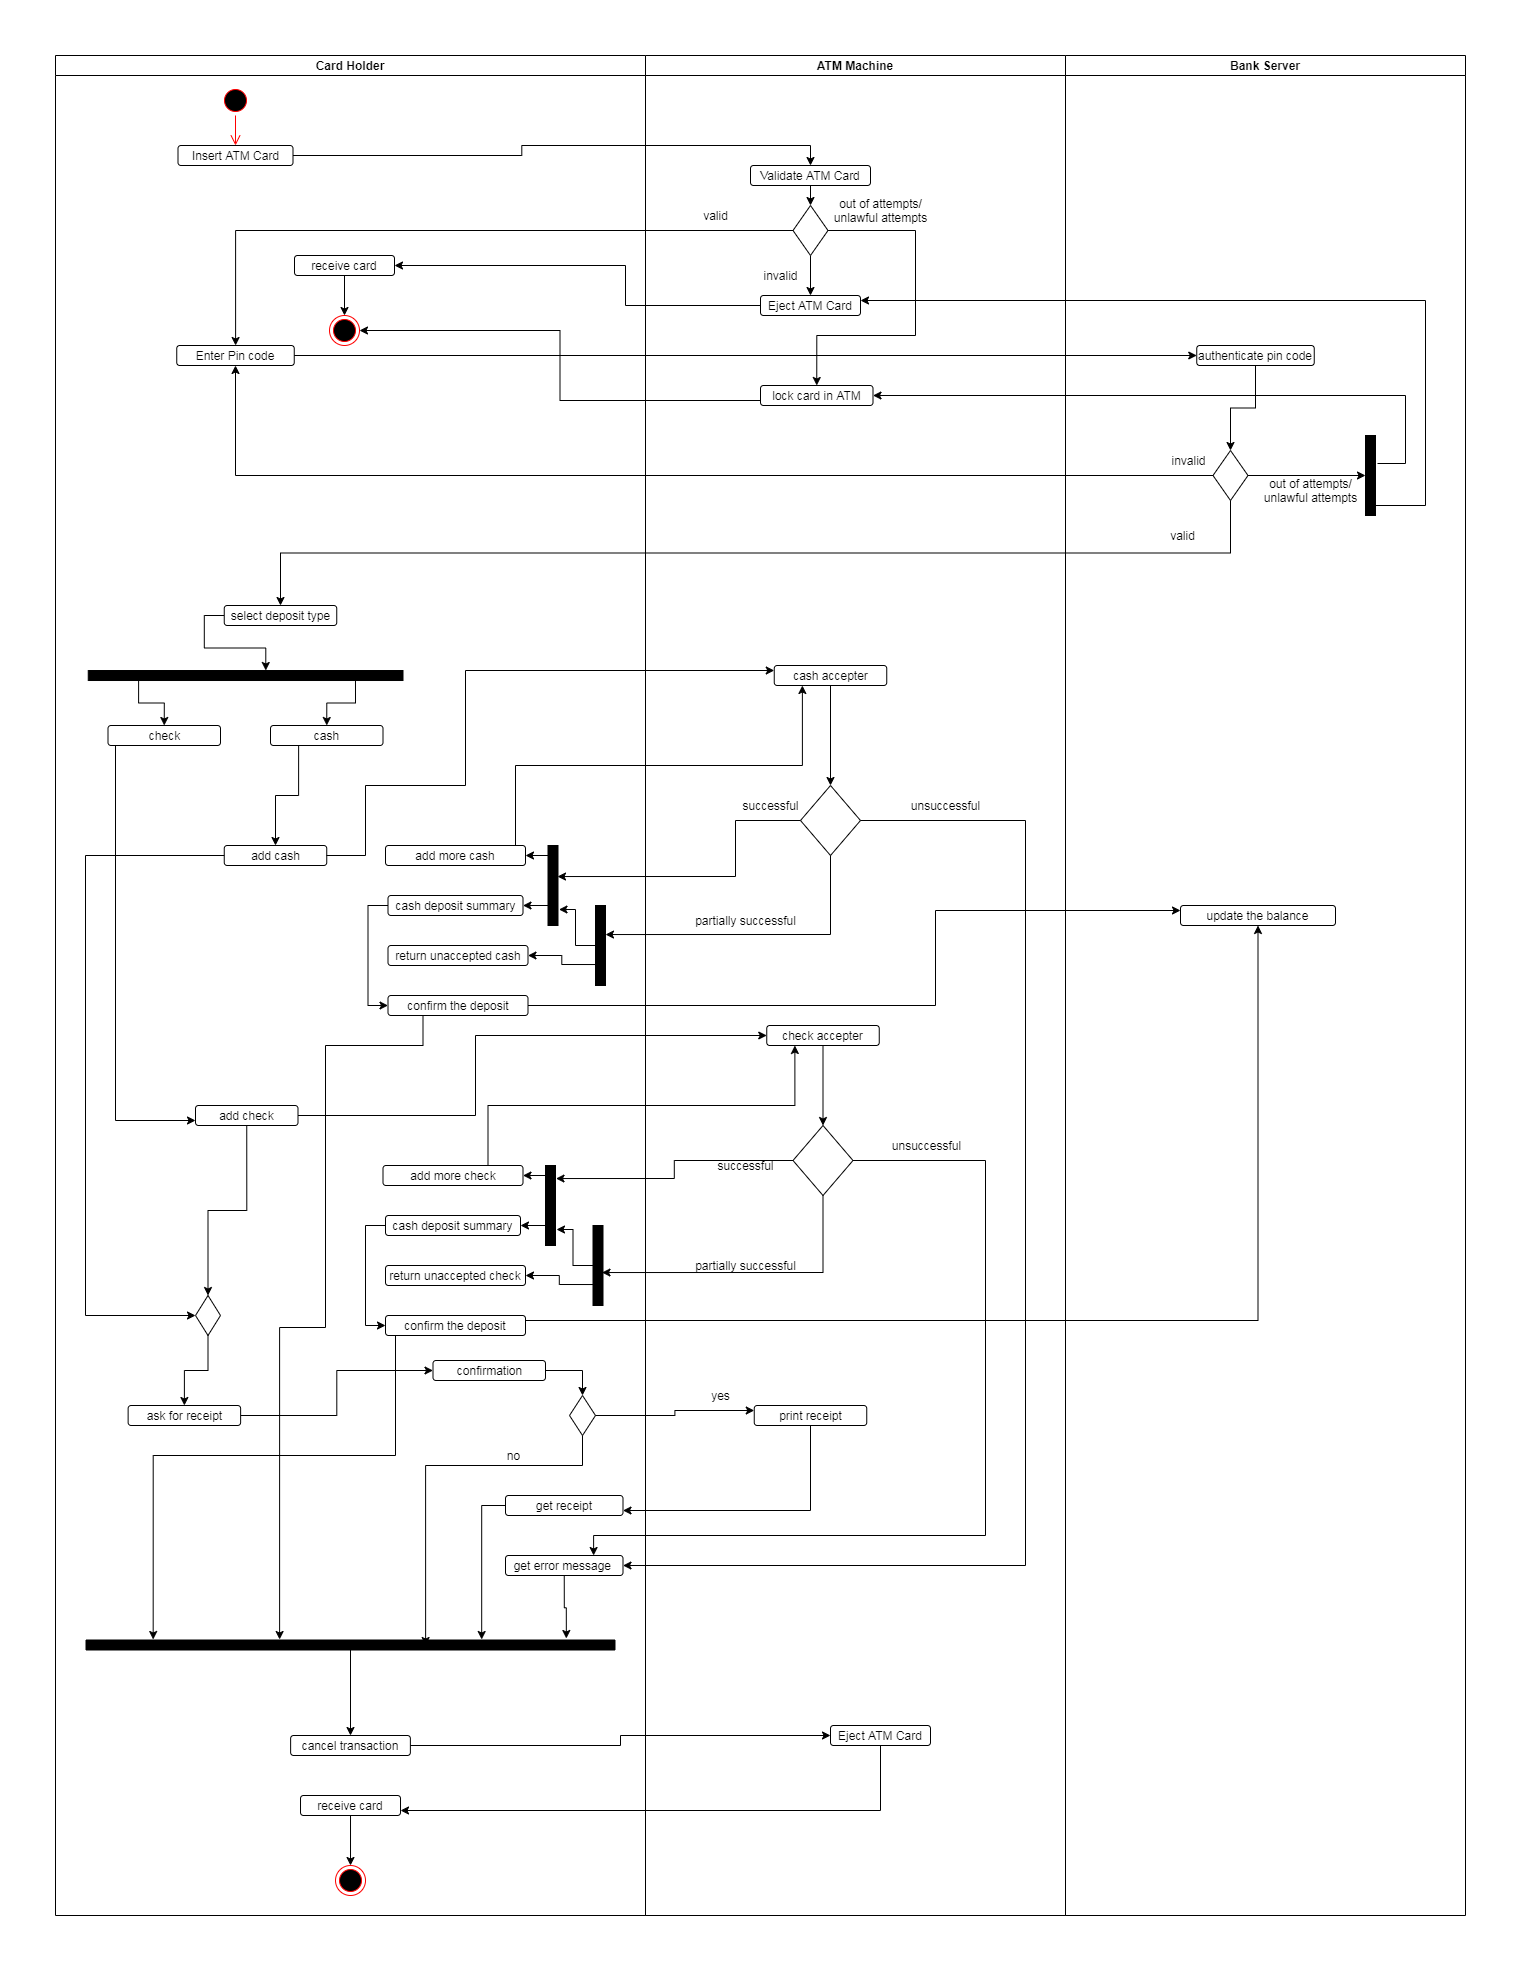 Card Holder
ATM Machine
Bank Server
Insert ATM Card
Validate ATM Card
out of attempts/
unlawful attempts
valid
receive card
invalid
Eject ATM Card
Enter Pin code
authenticate pin code
lock card in ATM
invalid
out of attempts/
unlawful attempts
valid
select deposit type
cash accepter
check
cash
successful
unsuccessful
add cash
add more cash
cash deposit summary
partially successful
update the balance
return unaccepted cash
confirm the deposit
check accepter
add check
unsuccessful
successful
add more check
cash deposit summary
partially successful
return unaccepted check
confirm the deposit
confirmation
yes
ask for receipt
print receipt
no
get receipt
get error message
cancel transaction
Eject ATM Card
receive card